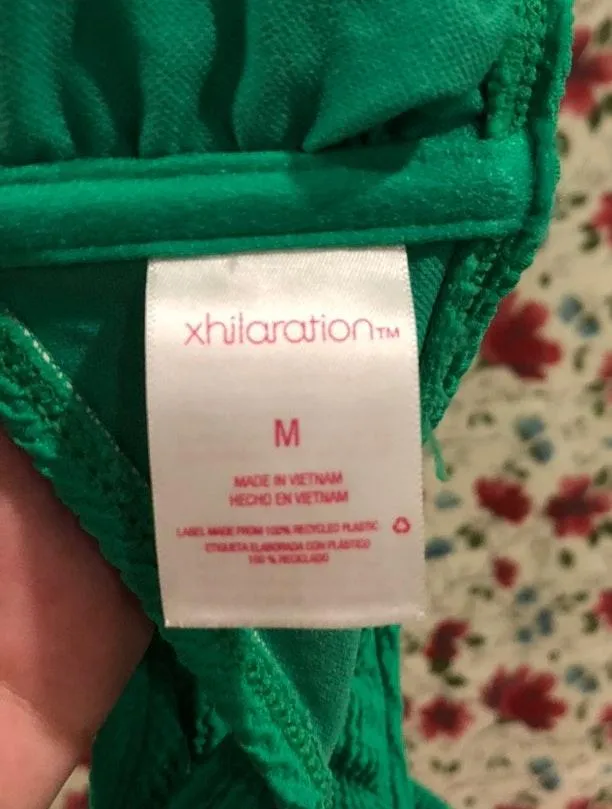 xhilaration™
M
MADE IN VIETNAM
HECHO EN VIETNAM
LABEL MADE FROM 100% RECYCLED PLASTIC
ETIQUETA ELABORADA CON PLÁSTICO
100 % RECICLADO